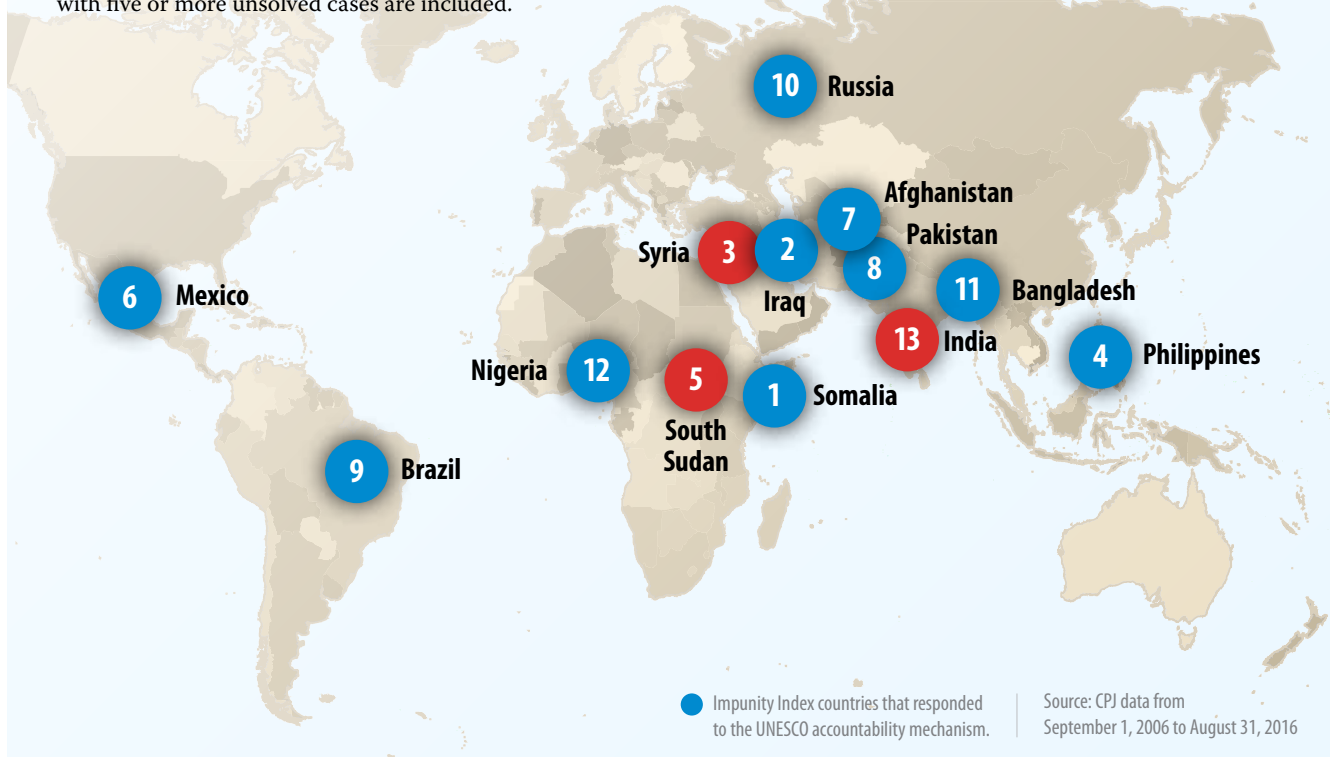 with five or more unsolved cases are included.
10 Russia
Afghanistan
7
Pakistan
Syria 3
2
8
Iraq
11 Bangladesh
6 Mexico
13 India
4 Philippines
Nigeria 12
5
1 Somalia
South
Sudan
9 Brazil
Impunity Index countries that responded
to the UNESCO accountability mechanism.
Source: CPJ data from
September 1, 2006 to August 31, 2016